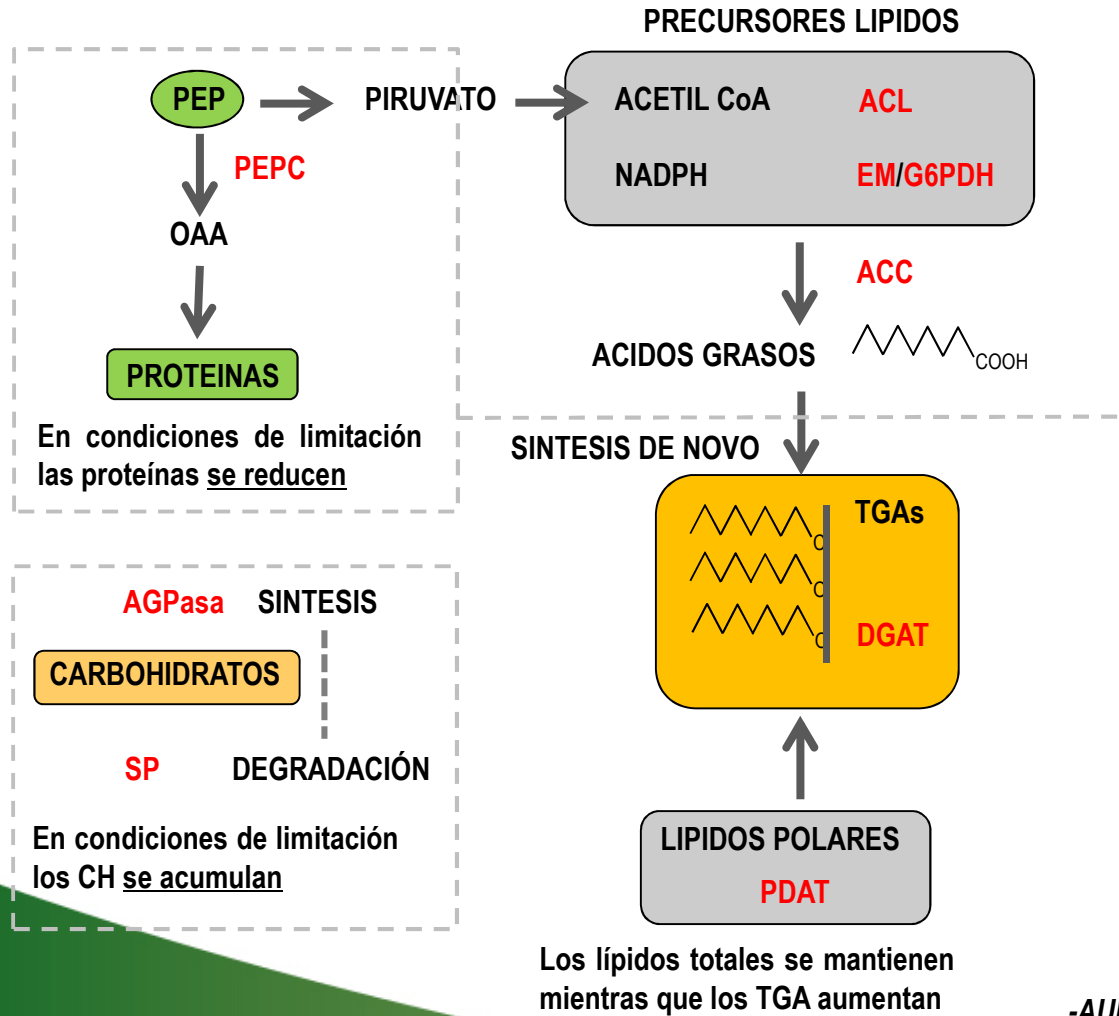 PRECURSORES LIPIDOS
PEP
PIRUVATO
ACETIL CoA
ACL
PEPC
NADPH
EM/G6PDH
OAA
ACC
ACIDOS GRASOS
COOH
PROTEINAS
En condiciones de limitación
las proteínas se reducen
SINTESIS DE NOVO
TGAs
O
O
O
DGAT
AGPasa
SINTESIS
CARBOHIDRATOS
SP
DEGRADACIÓN
En condiciones de limitación
los CH se acumulan
LIPIDOS POLARES
PDAT
Los lípidos totales se mantienen
mientras que los TGA aumentan